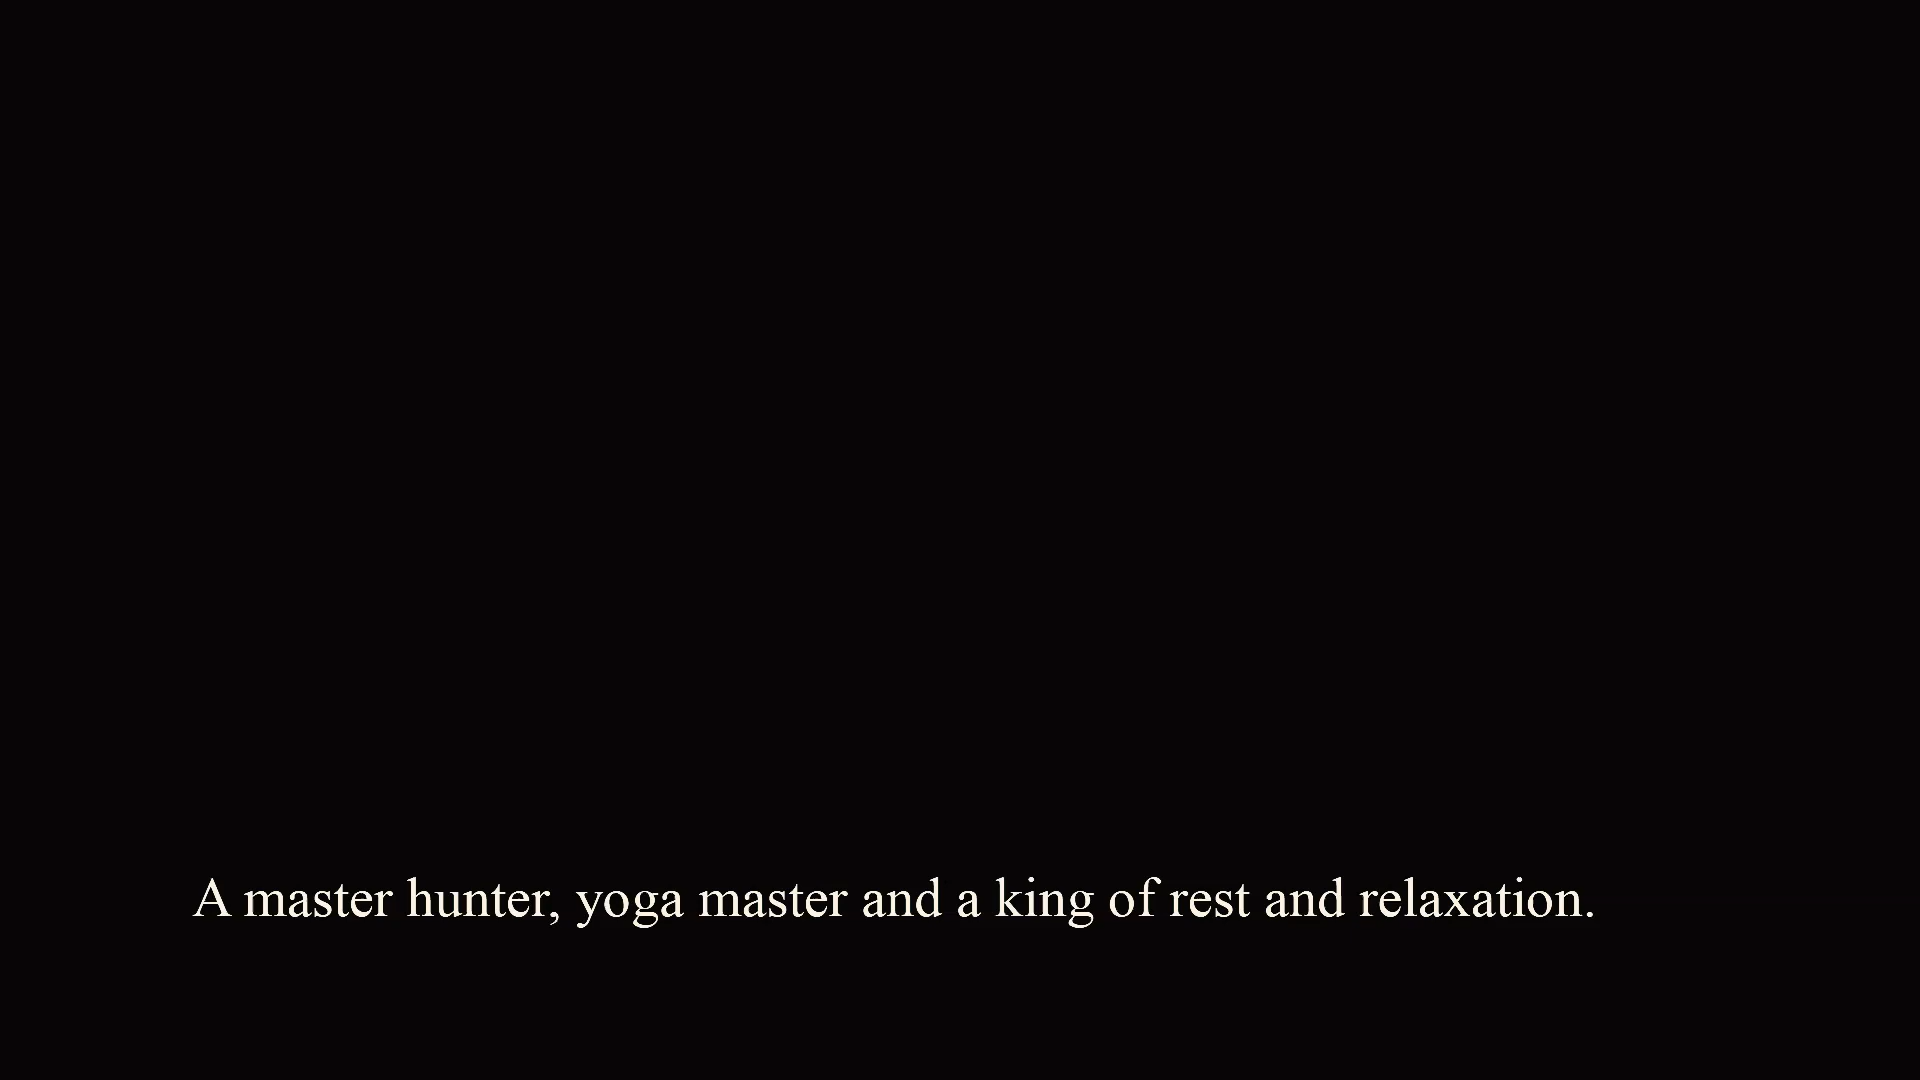 A master hunter, yoga master and a king of rest and relaxation.